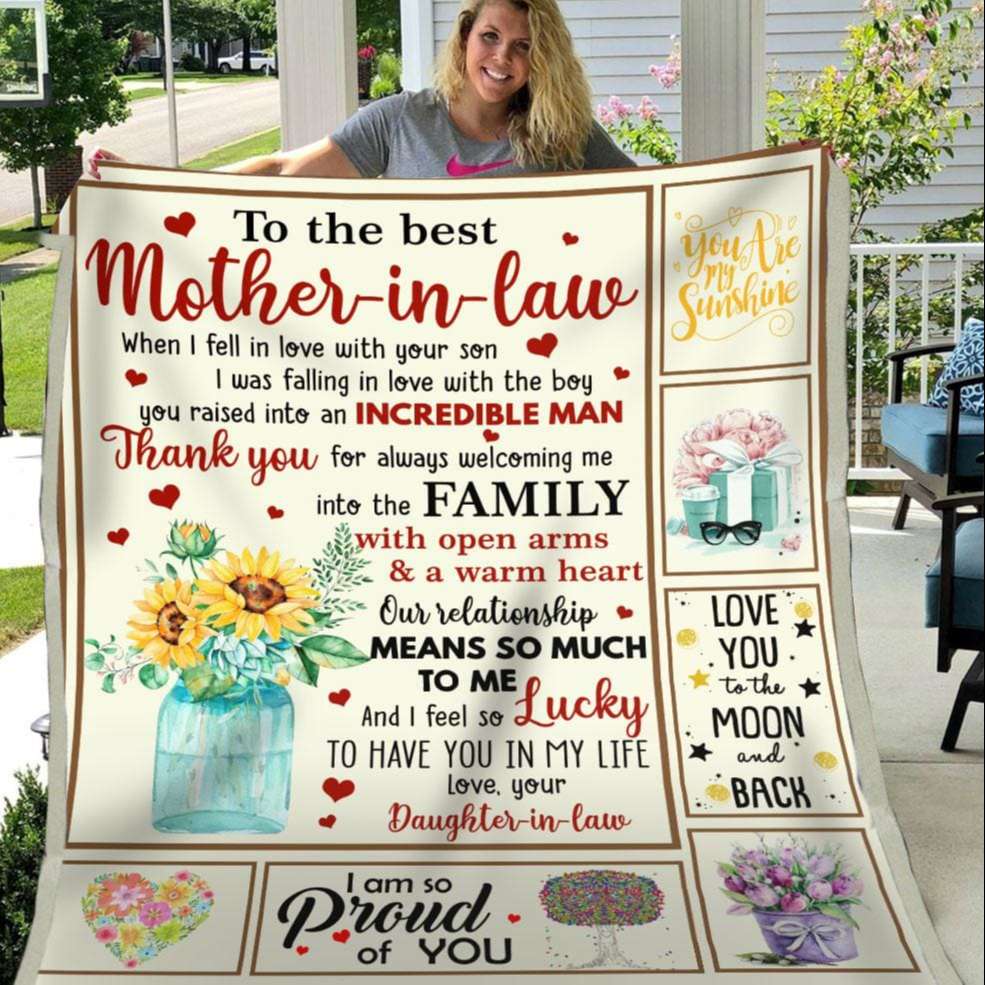 To the best
Mother-in-law
When I fell in love with your son
I was falling in love with the boy
you raised into an INCREDIBLE MAN
Thank you for always welcoming me
into the FAMILY
with open arms
& a warm heart
Our relationship
MEANS SO MUCH
TO ME
And I feel so Lucky
TO HAVE YOU IN MY LIFE
Love, your
Daughter-in-law
You Are
my
Sunshine
LOVE
YOU
to the
MOON
and
BACK
I am so
Proud
of YOU